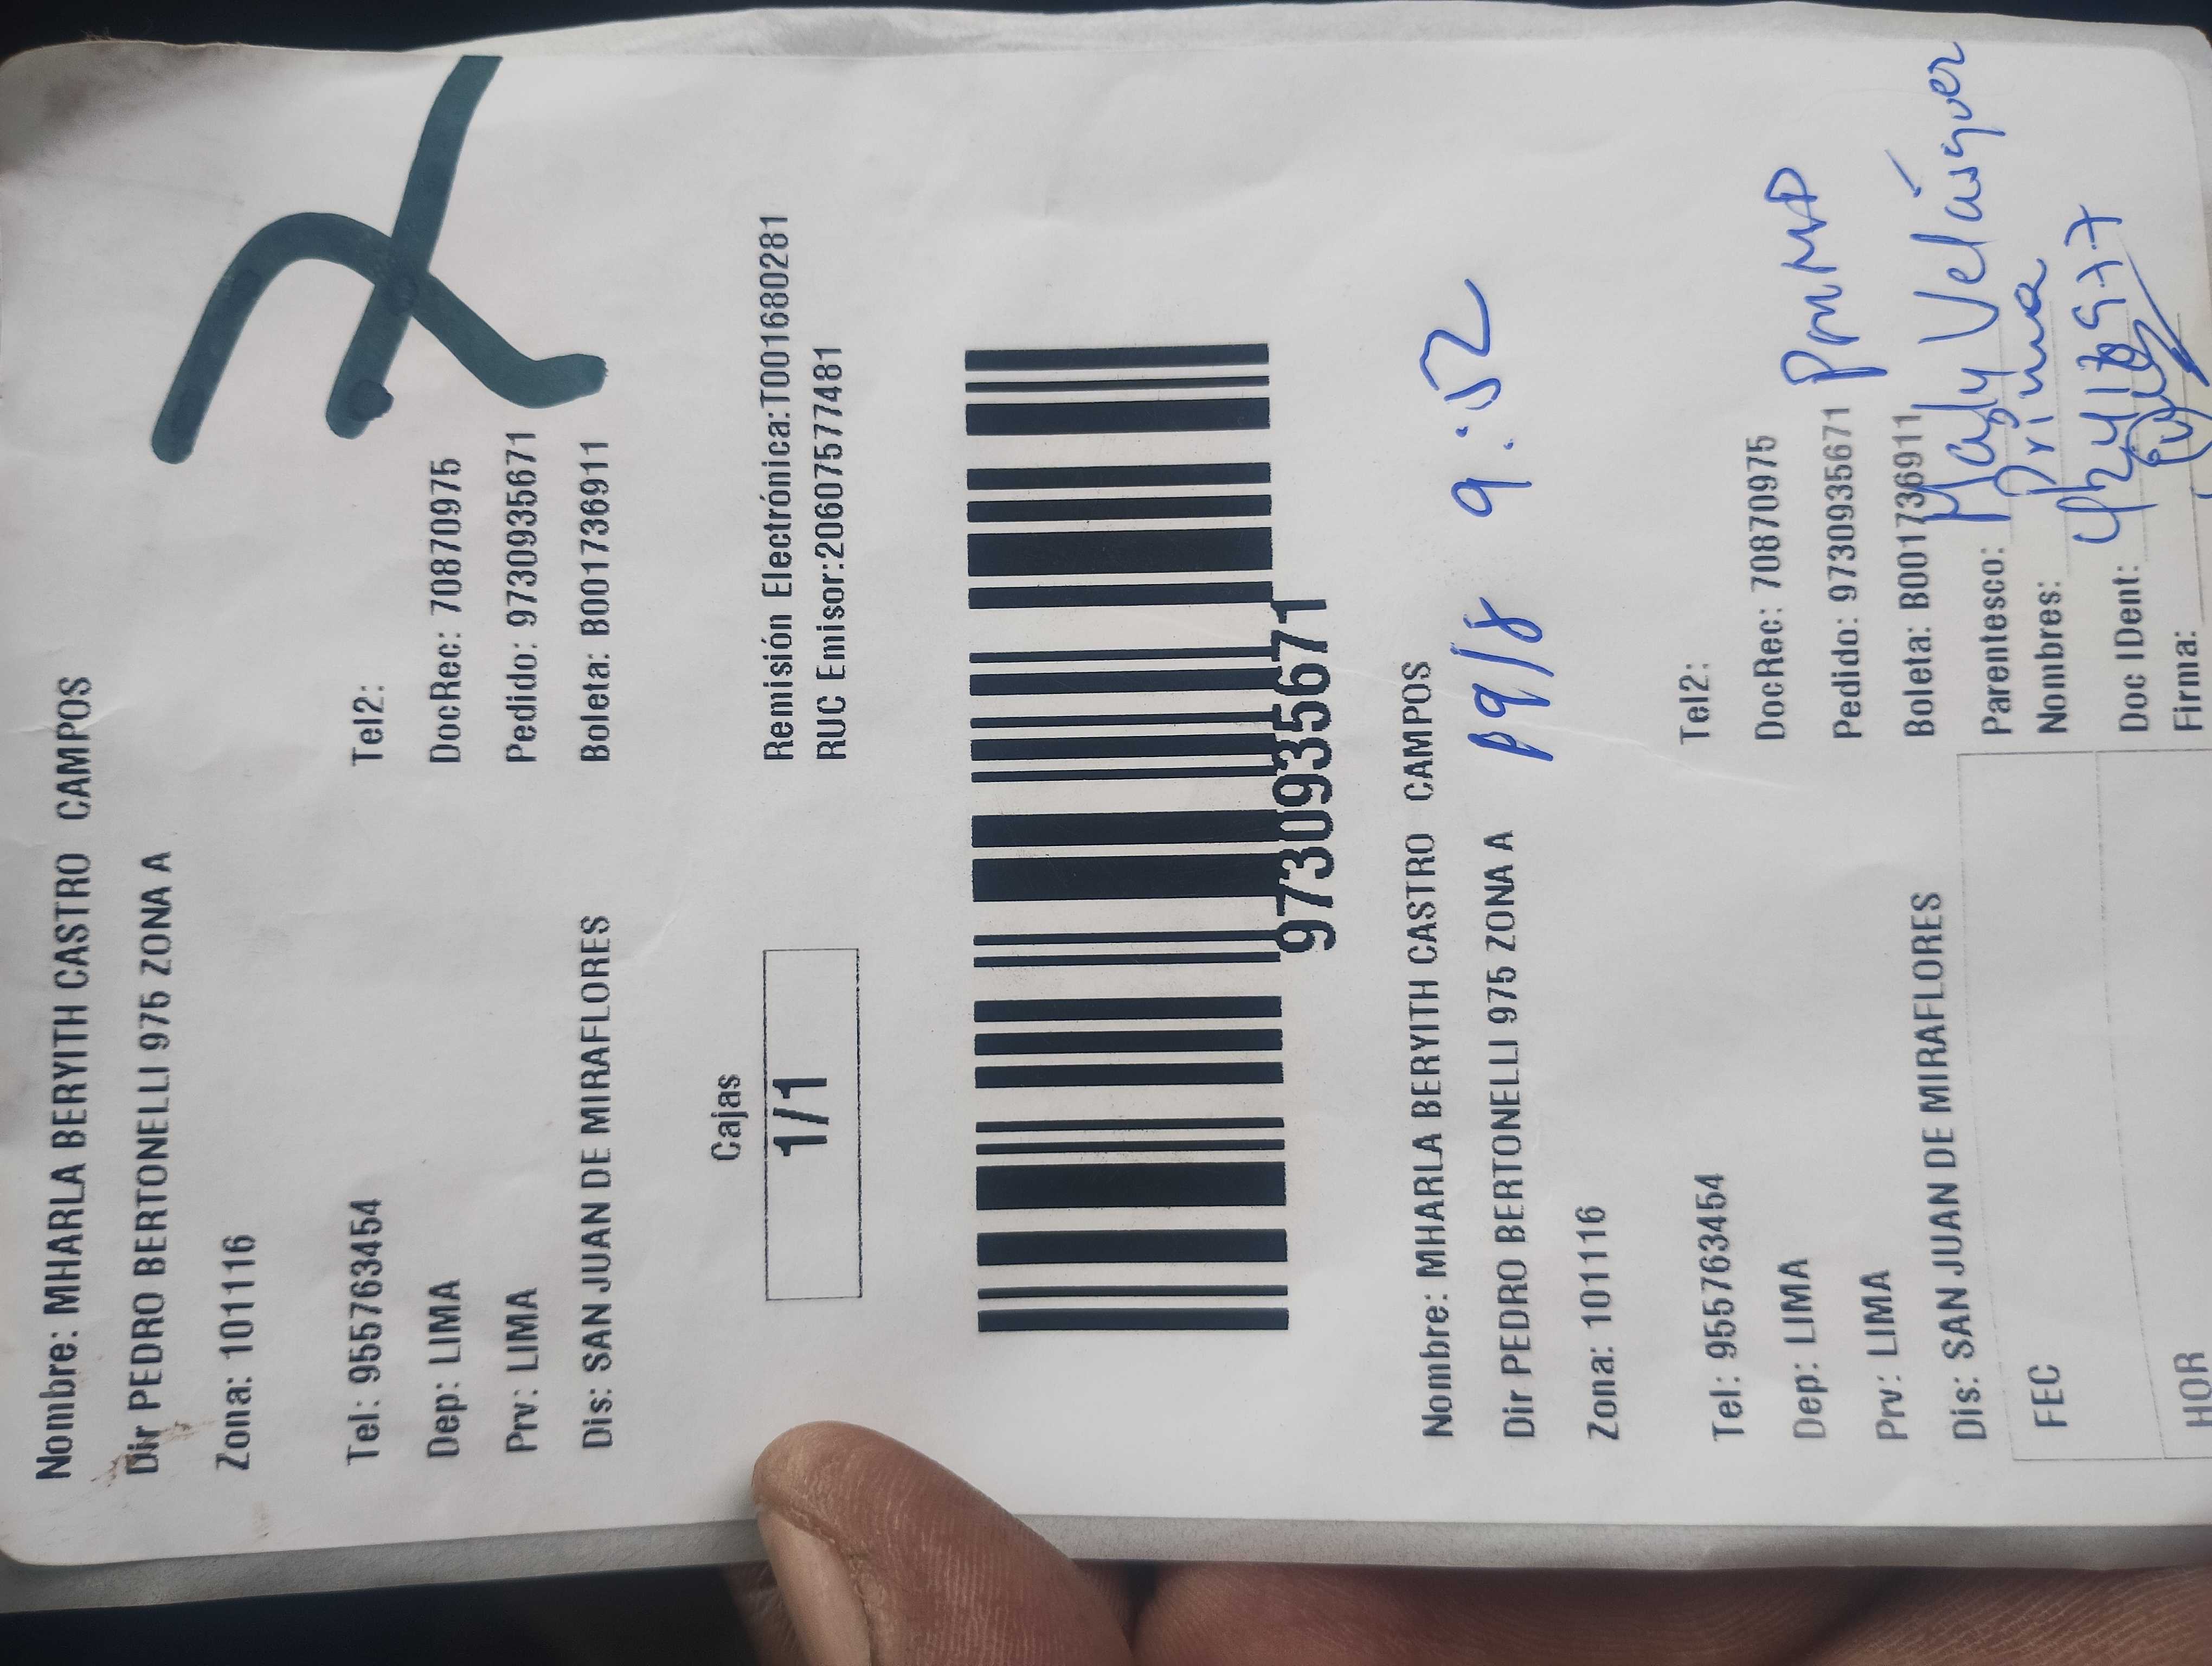 Nombre: MHARLA BERYITH CASTRO CAMPOS
Dir PEDRO BERTONELLI 975 ZONA A
Zona: 101116
Tel: 955763454 Tel2:
Dep: LIMA DocRec: 70870975
Prv: LIMA Pedido: 9730935671
Dis: SAN JUAN DE MIRAFLORES Boleta: B001736911
Cajas
1/1
Remisión Electrónica:T001680281
RUC Emisor:20607577481
9730935671
Nombre: MHARLA BERYITH CASTRO CAMPOS
Dir PEDRO BERTONELLI 975 ZONA A
9:52
Zona: 101116
Tel: 955763454 Tel2:
Dep: LIMA DocRec: 70870975
Prv: LIMA Pedido: 9730935671
Dis: SAN JUAN DE MIRAFLORES Boleta: B001736911
Velásquez
FEC Parentesco: Prima
Nombres:
Doc IDent:
HOR Firma: